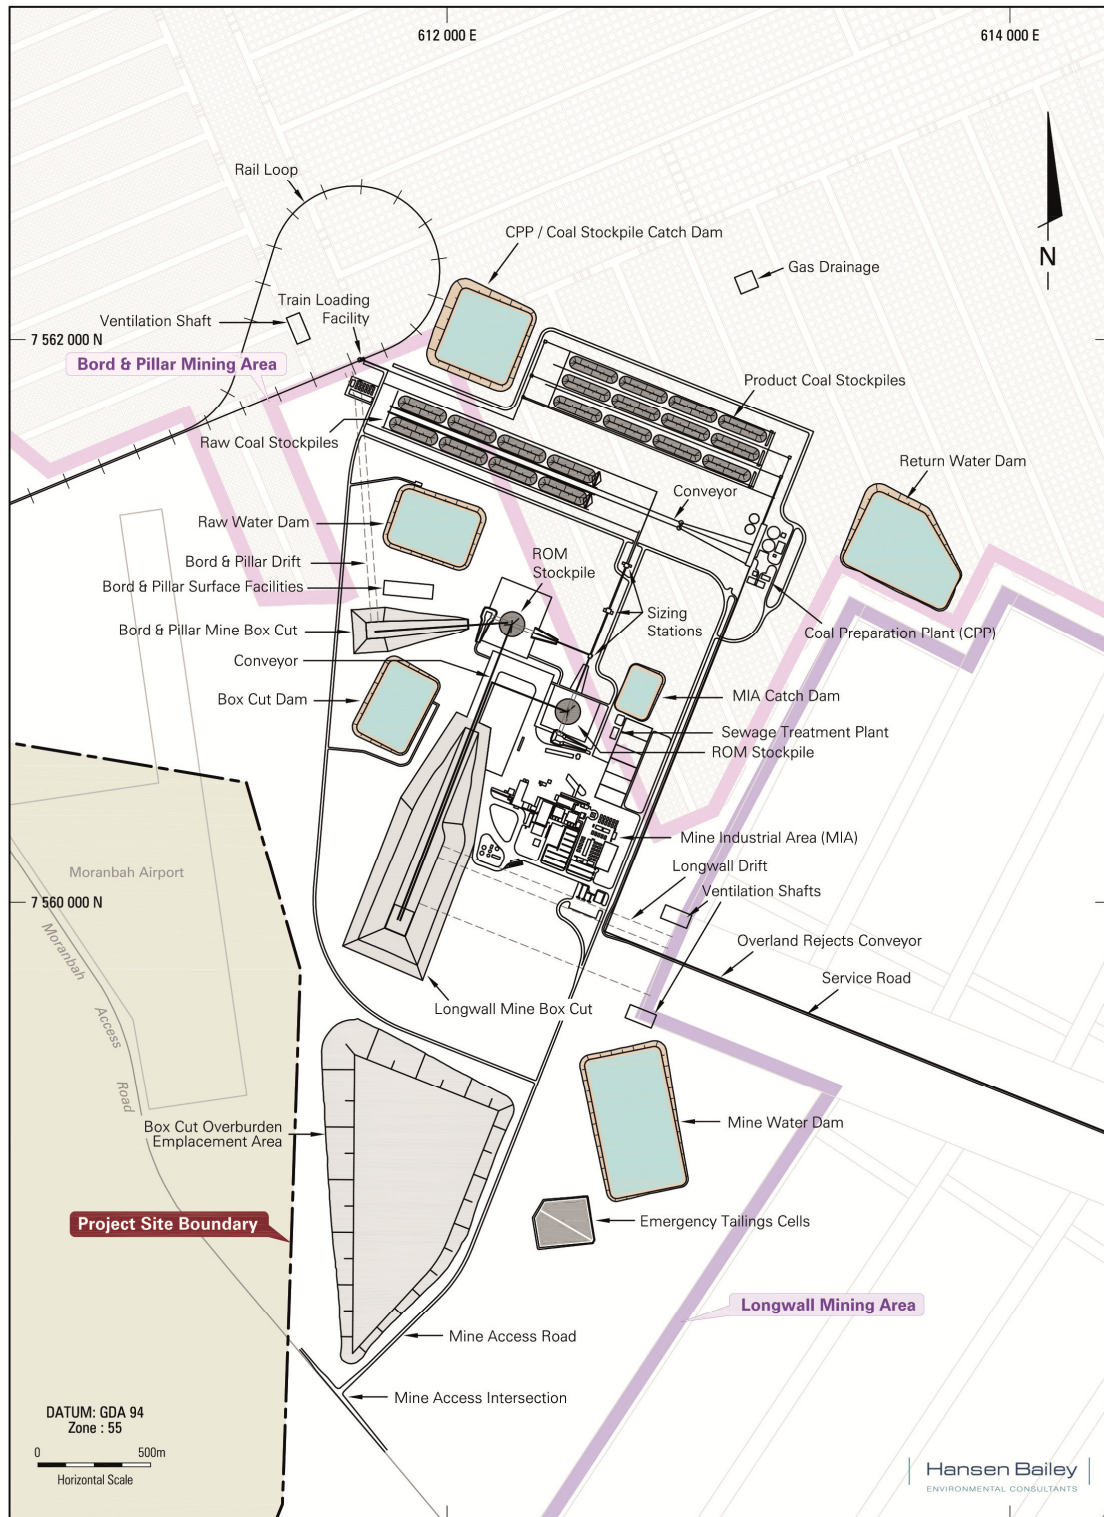 612 000 E
614 000 E
Rail Loop
CPP / Coal Stockpile Catch Dam
Gas Drainage
N
Train Loading
Facility
Ventilation Shaft
7 562 000 N
Bord & Pillar Mining Area
Product Coal Stockpiles
Raw Coal Stockpiles
Return Water Dam
Conveyor
Raw Water Dam
ROM
Stockpile
Bord & Pillar Drift
Bord & Pillar Surface Facilities
Sizing
Stations
Bord & Pillar Mine Box Cut
Coal Preparation Plant (CPP)
Conveyor
Box Cut Dam
MIA Catch Dam
Sewage Treatment Plant
ROM Stockpile
Mine Industrial Area (MIA)
Moranbah Airport
Longwall Drift
Ventilation Shafts
7 560 000 N
Overland Rejects Conveyor
Service Road
Moranbah
Access
Road
Longwall Mine Box Cut
Box Cut Overburden
Emplacement Area
Mine Water Dam
Project Site Boundary
Emergency Tailings Cells
Longwall Mining Area
Mine Access Road
Mine Access Intersection
DATUM: GDA 94
Zone : 55
0 500m
Horizontal Scale
Hansen Bailey
ENVIRONMENTAL CONSULTANTS